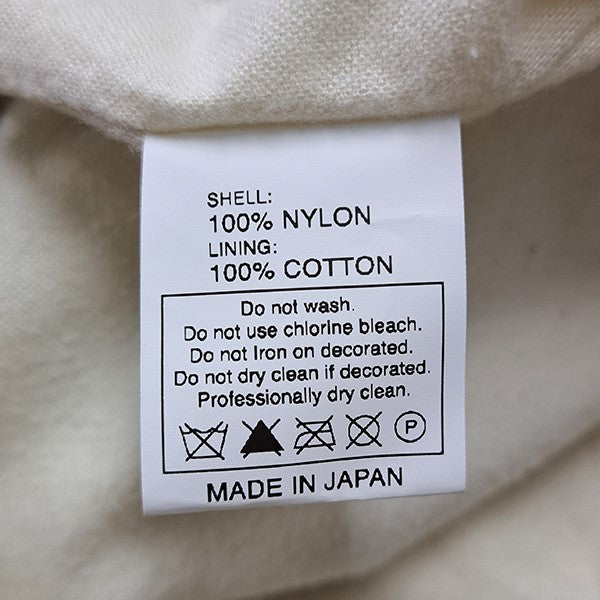 SHELL:
100% NYLON
LINING:
100% COTTON
Do not wash.
Do not use chlorine bleach.
Do not Iron on decorated.
Do not dry clean if decorated.
Professionally dry clean.
P
MADE IN JAPAN